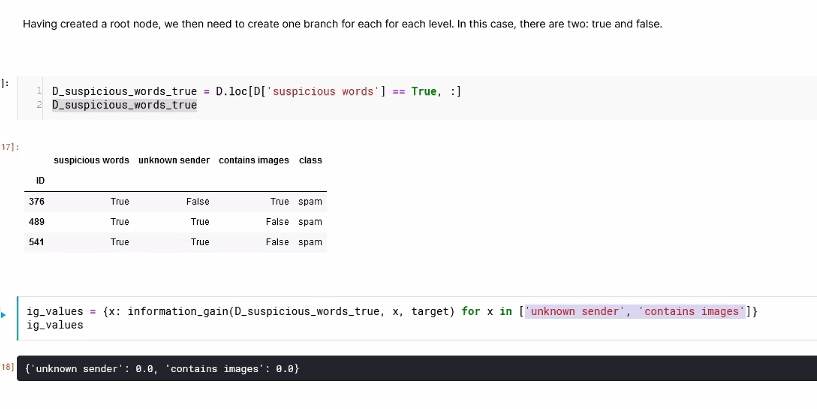 Having created a root node, we then need to create one branch for each for each level. In this case, there are two: true and false.
]:
1 D_suspicious_words_true = D.loc[D['suspicious words'] == True, :]
2 D_suspicious_words_true
17]:
suspicious words unknown sender contains images class
ID
376 True False True spam
489 True True False spam
541 True True False spam
ig_values = {x: information_gain(D_suspicious_words_true, x, target) for x in ['unknown sender', 'contains images']}
ig_values
18] {'unknown sender': 0.0, 'contains images': 0.0}